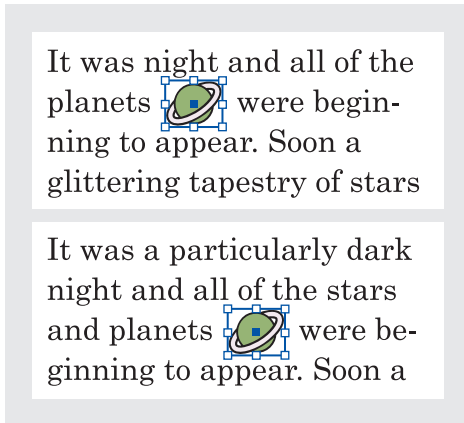 It was night and all of the
planets were begin-
ning to appear. Soon a
glittering tapestry of stars
It was a particularly dark
night and all of the stars
and planets were be-
ginning to appear. Soon a